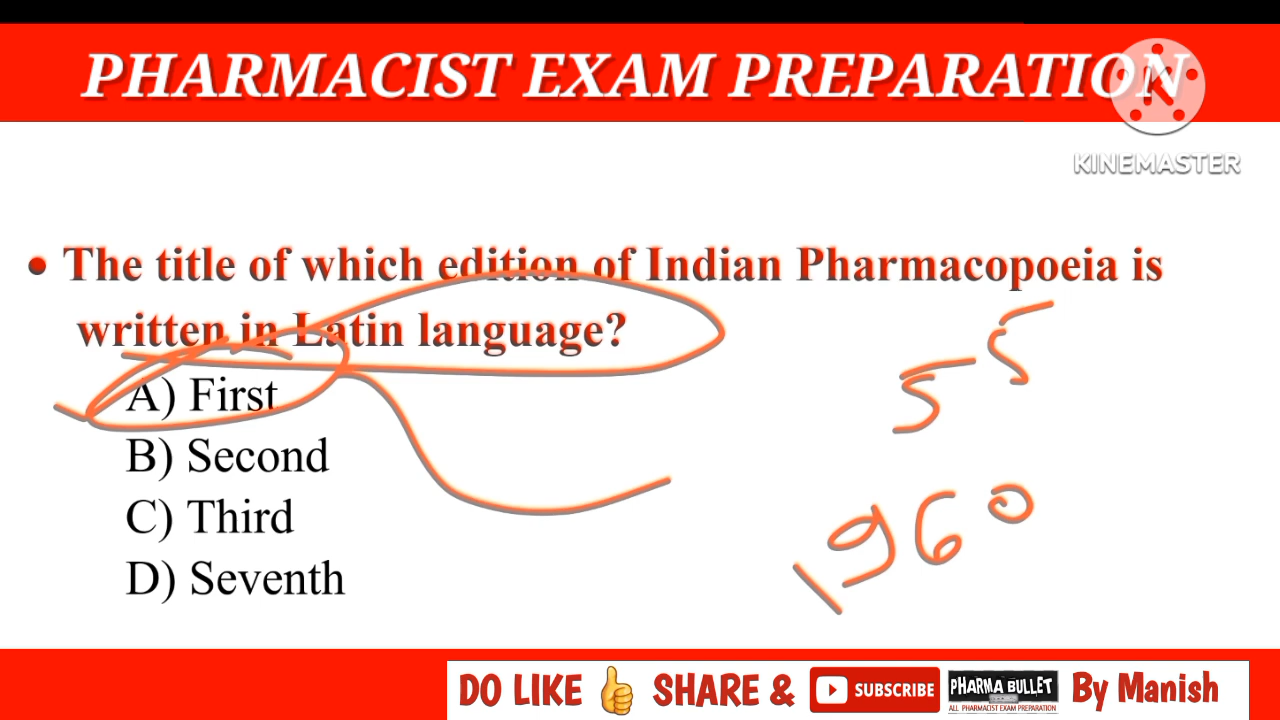 PHARMACIST EXAM PREPARATION
KINEMASTER
• The title of which edition of Indian Pharmacopoeia is
written in Latin language?
A) First
B) Second
C) Third
D) Seventh
55
1960
DO LIKE SHARE & SUBSCRIBE PHARMA BULLET By Manish
ALL PHARMACIST EXAM PREPARATION